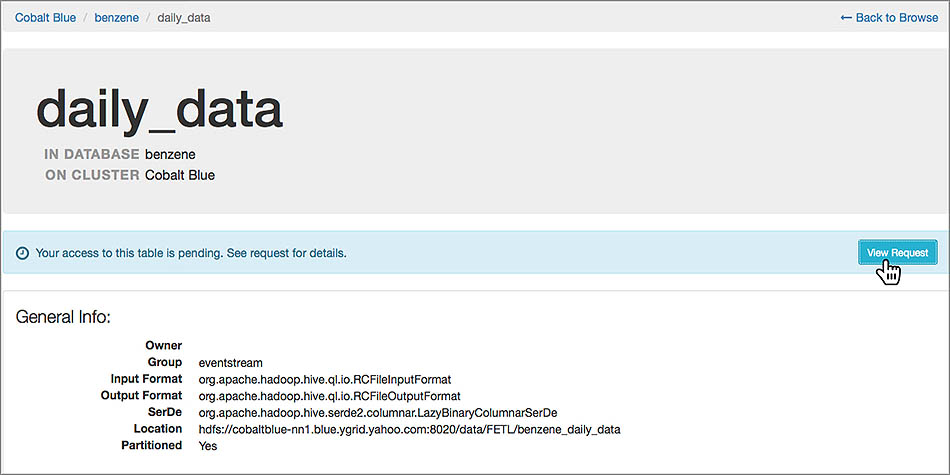 Cobalt Blue / benzene / daily_data
← Back to Browse
daily_data
IN DATABASE benzene
ON CLUSTER Cobalt Blue
Your access to this table is pending. See request for details.
View Request
General Info:
Owner
Group eventstream
Input Format org.apache.hadoop.hive.ql.io.RCFileInputFormat
Output Format org.apache.hadoop.hive.ql.io.RCFileOutputFormat
SerDe org.apache.hadoop.hive.serde2.columnar.LazyBinaryColumnarSerDe
Location hdfs://cobaltblue-nn1.blue.ygrid.yahoo.com:8020/data/FETL/benzene_daily_data
Partitioned Yes